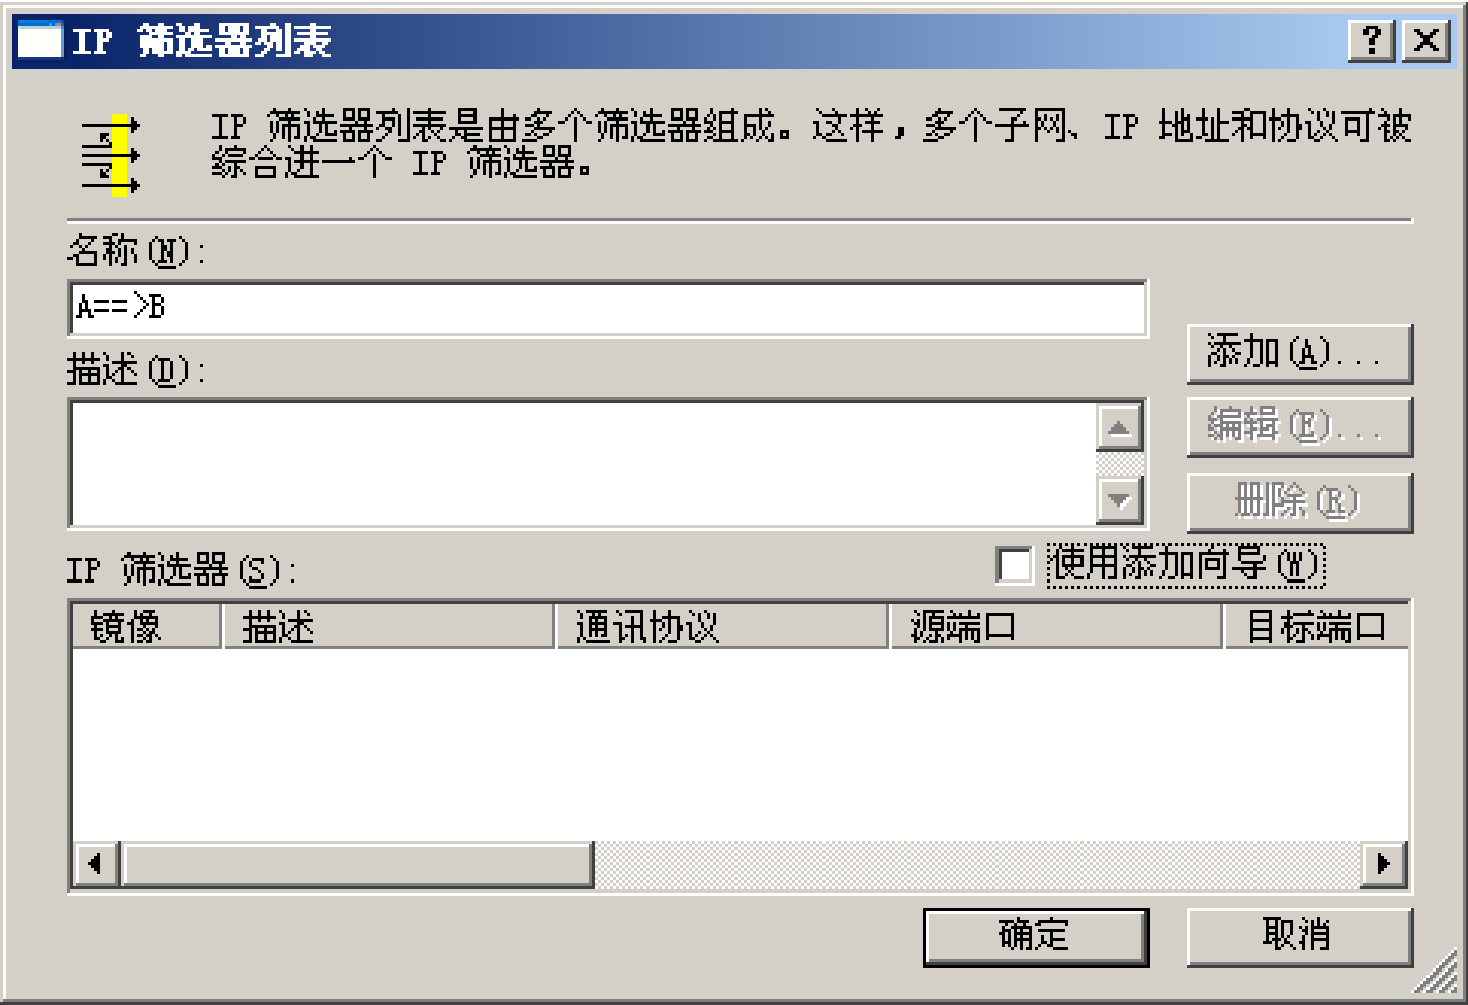 IP 筛选器列表
IP 筛选器列表是由多个筛选器组成。这样，多个子网、IP 地址和协议可被
综合进一个 IP 筛选器。
名称(N):
A==>B
添加(A)...
描述(D):
编辑(E)...
删除(R)
IP 筛选器(S):
使用添加向导(W)
镜像 描述 通讯协议 源端口 目标端口
确定 取消